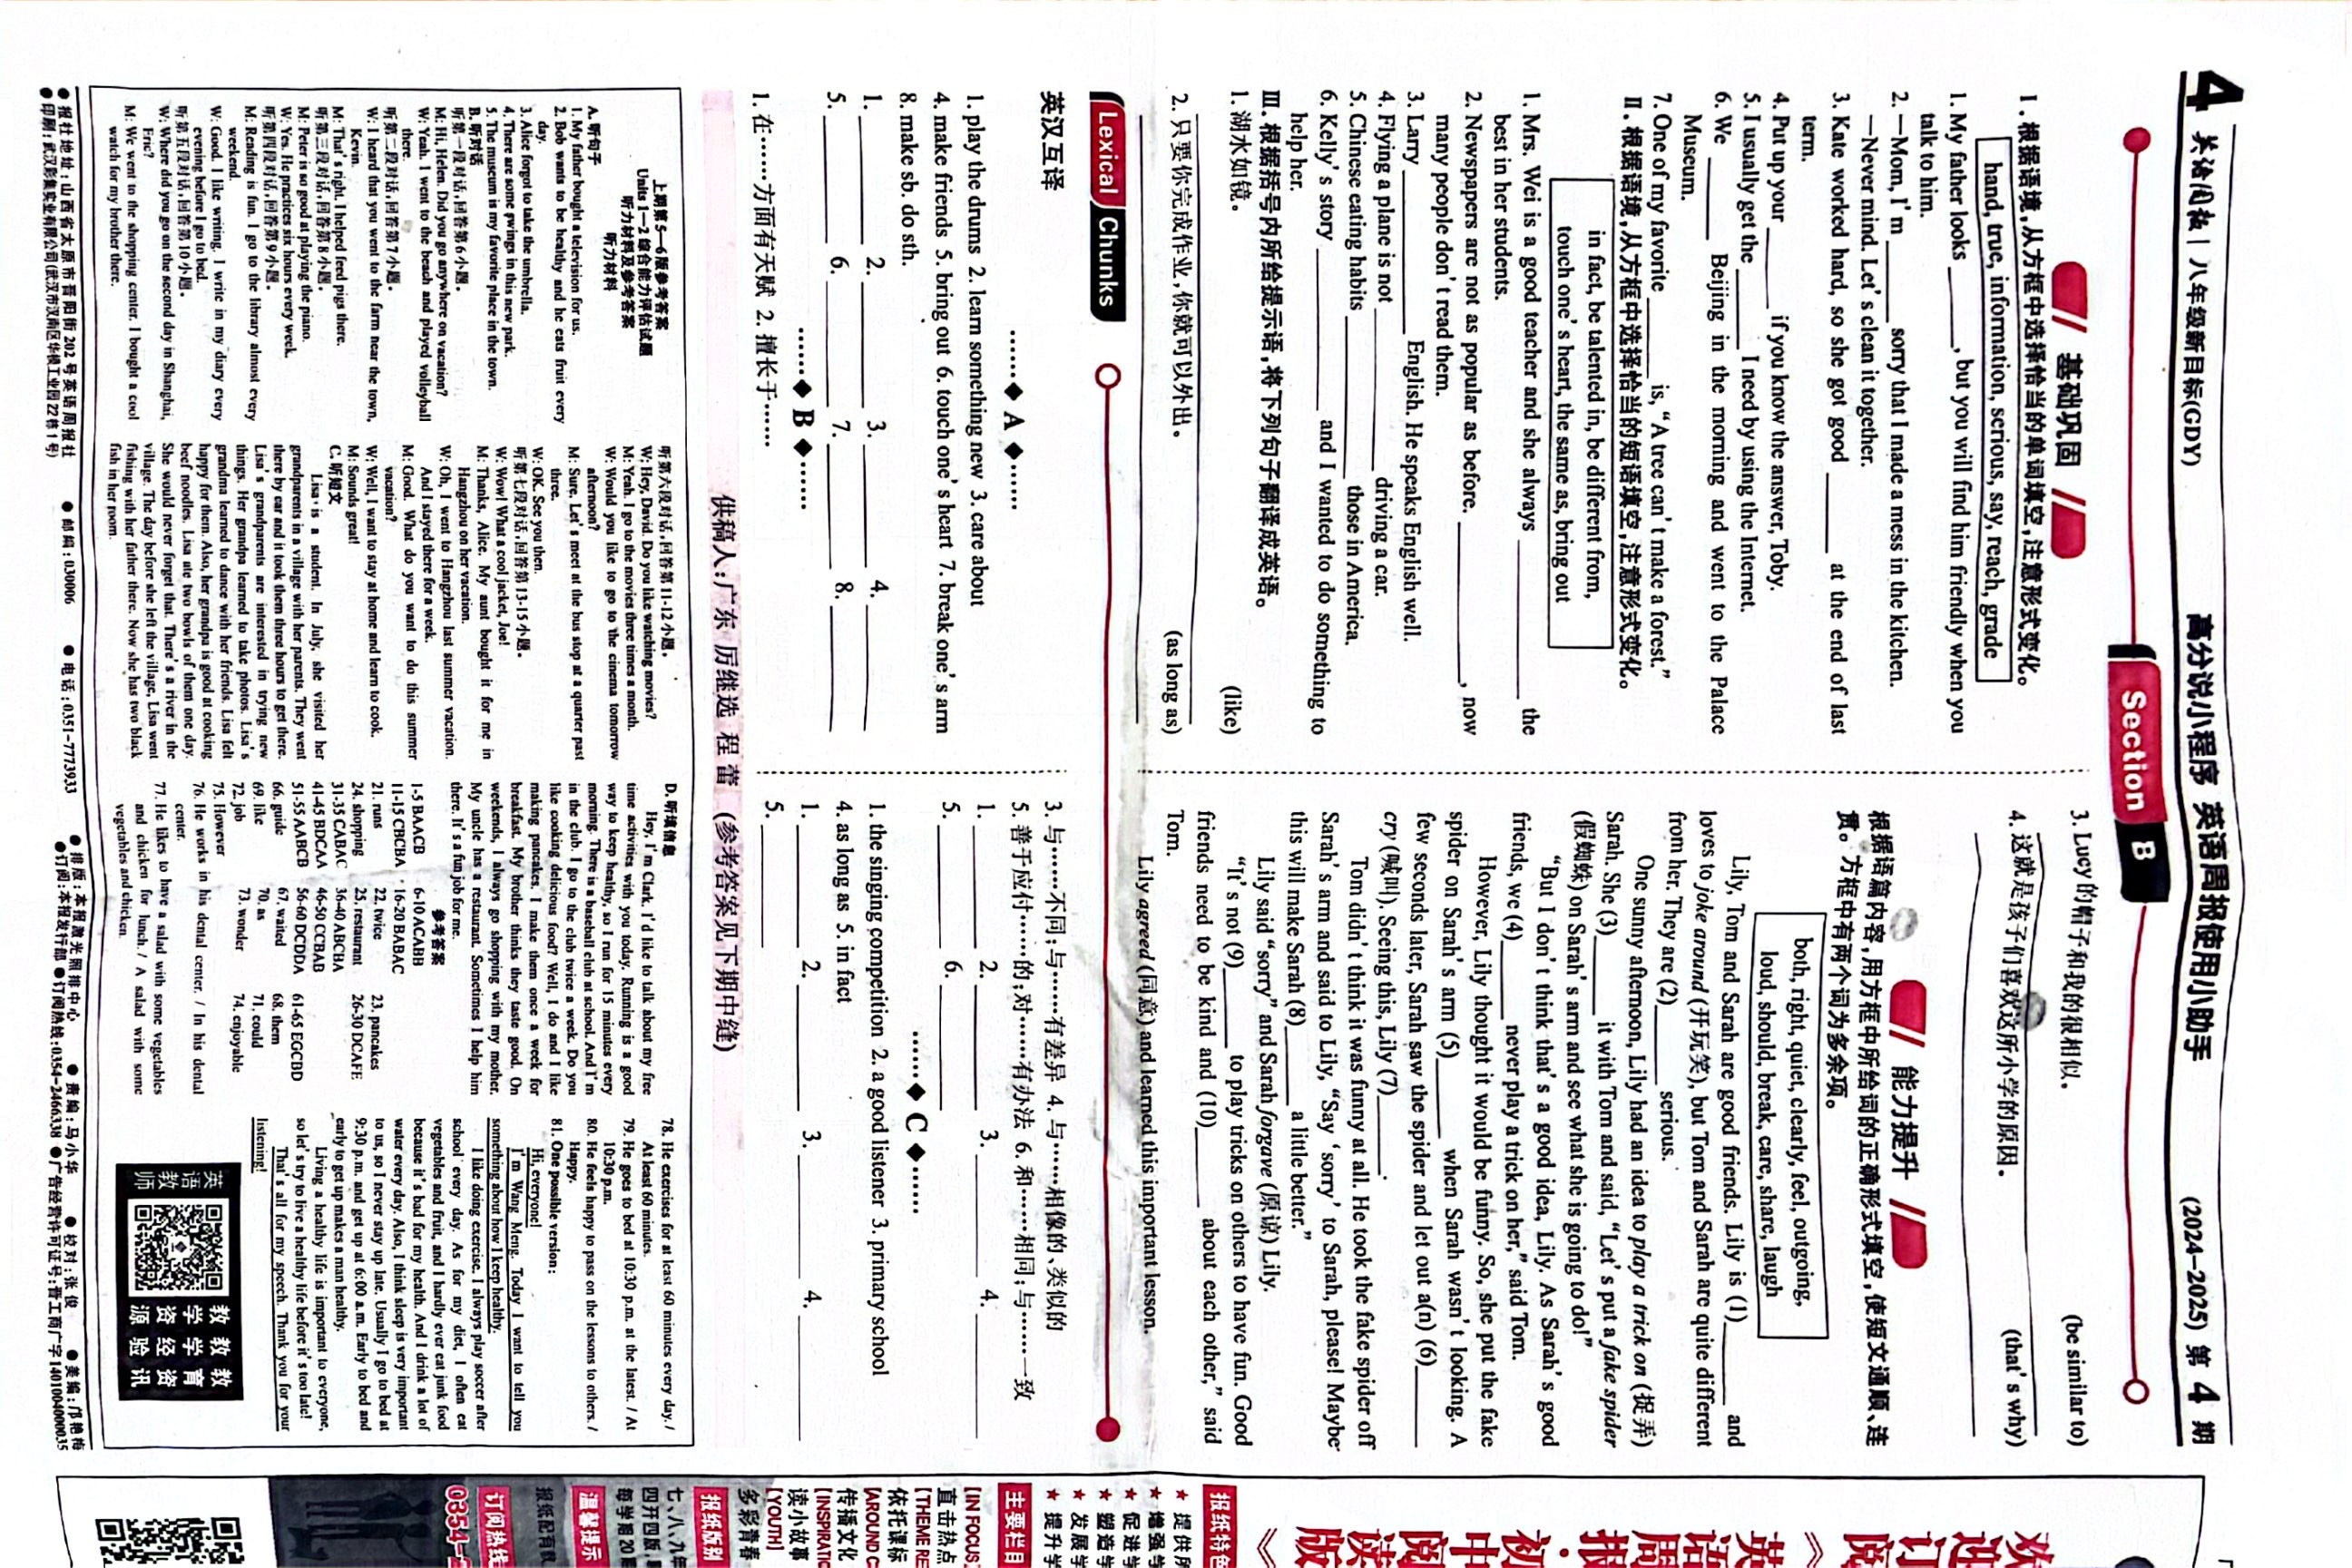 4 英语周报 | 八年级新目标(GDY) 高分说小程序 英语周报使用小助手 (2024-2025) 第 4 期
Section B
基础巩固
Ⅰ. 根据语境,从方框中选择恰当的单词填空,注意形式变化。
hand, true, information, serious, say, reach, grade
1. My father looks ______, but you will find him friendly when you
talk to him.
2. —Mom, I'm ______ sorry that I made a mess in the kitchen.
—Never mind. Let's clean it together.
3. Kate worked hard, so she got good ______ at the end of last
term.
4. Put up your ______ if you know the answer, Toby.
5. I usually get the ______ I need by using the Internet.
6. We ______ Beijing in the morning and went to the Palace
Museum.
7. One of my favorite ______ is, “A tree can't make a forest.”
Ⅱ. 根据语境,从方框中选择恰当的短语填空,注意形式变化。
in fact, be talented in, be different from,
touch one's heart, the same as, bring out
1. Mrs. Wei is a good teacher and she always ______ the
best in her students.
2. Newspapers are not as popular as before. ______, now
many people don't read them.
3. Larry ______ English. He speaks English well.
4. Flying a plane is not ______ driving a car.
5. Chinese eating habits ______ those in America.
6. Kelly's story ______ and I wanted to do something to
help her.
Ⅲ. 根据括号内所给提示语,将下列句子翻译成英语。
1. 湖水如镜。 (like)
2. 只要你完成作业,你就可以外出。 (as long as)
3. Lucy的帽子和我的很相似。 (be similar to)
4. 这就是孩子们喜欢这所小学的原因。 (that's why)
能力提升
根据语篇内容,用方框中所给词的正确形式填空,使短文通顺、连
贯。方框中有两个词为多余项。
both, right, quiet, clearly, feel, outgoing,
loud, should, break, care, share, laugh
Lily, Tom and Sarah are good friends. Lily is (1)______ and
loves to joke around (开玩笑), but Tom and Sarah are quite different
from her. They are (2)______ serious.
One sunny afternoon, Lily had an idea to play a trick on (捉弄)
Sarah. She (3)______ it with Tom and said, “Let's put a fake spider
(假蜘蛛) on Sarah's arm and see what she is going to do!”
“But I don't think that's a good idea, Lily. As Sarah's good
friends, we (4)______ never play a trick on her,” said Tom.
However, Lily thought it would be funny. So, she put the fake
spider on Sarah's arm (5)______ when Sarah wasn't looking. A
few seconds later, Sarah saw the spider and let out a(n) (6)______
cry (喊叫). Seeing this, Lily (7)______.
Tom didn't think it was funny at all. He took the fake spider off
Sarah's arm and said to Lily, “Say ‘sorry’ to Sarah, please! Maybe
this will make Sarah (8)______ a little better.”
Lily said “sorry” and Sarah forgave (原谅) Lily.
“It's not (9)______ to play tricks on others to have fun. Good
friends need to be kind and (10)______ about each other,” said
Tom.
Lily agreed (同意) and learned this important lesson.
Lexical Chunks
英汉互译
……◆ A ◆……
1. play the drums 2. learn something new 3. care about
4. make friends 5. bring out 6. touch one's heart 7. break one's arm
8. make sb. do sth.
1. ______ 2. ______ 3. ______ 4. ______
5. ______ 6. ______ 7. ______ 8. ______
……◆ B ◆……
1. 在……方面有天赋 2. 擅长于……
3. 与……不同;与……有差异 4. 与……相像的、类似的
5. 善于应付……的;对……有办法 6. 和……相同;与……一致
1. ______ 2. ______ 3. ______ 4. ______
5. ______ 6. ______
……◆ C ◆……
1. the singing competition 2. a good listener 3. primary school
4. as long as 5. in fact
1. ______ 2. ______ 3. ______ 4. ______
5. ______
供稿人:广东 厉继选 程 蕾 (参考答案见下期中缝)
上期第5—6版参考答案
Units 1—2 综合能力评估试题
听力材料及参考答案
听力材料
A. 听句子
1. My father bought a television for us.
2. Bob wants to be healthy and he eats fruit every
day.
3. Alice forgot to take the umbrella.
4. There are some swings in this new park.
5. The museum is my favorite place in the town.
B. 听对话
听第一段对话,回答第6小题。
M: Hi, Helen. Did you go anywhere on vacation?
W: Yeah. I went to the beach and played volleyball
there.
听第二段对话,回答第7小题。
W: I heard that you went to the farm near the town,
Kevin.
M: That's right. I helped feed pigs there.
听第三段对话,回答第8小题。
M: Peter is so good at playing the piano.
W: Yes. He practices six hours every week.
听第四段对话,回答第9小题。
M: Reading is fun. I go to the library almost every
weekend.
W: Good. I like writing. I write in my diary every
evening before I go to bed.
听第五段对话,回答第10小题。
W: Where did you go on the second day in Shanghai,
Eric?
M: We went to the shopping center. I bought a cool
watch for my brother there.
听第六段对话,回答第11-12小题。
W: Hey, David. Do you like watching movies?
M: Yeah. I go to the movies three times a month.
W: Would you like to go to the cinema tomorrow
afternoon?
M: Sure. Let's meet at the bus stop at a quarter past
three.
W: OK. See you then.
听第七段对话,回答第13-15小题。
W: Wow! What a cool jacket, Joe!
M: Thanks, Alice. My aunt bought it for me in
Hangzhou on her vacation.
W: Oh, I went to Hangzhou last summer vacation.
And I stayed there for a week.
M: Good. What do you want to do this summer
vacation?
W: Well, I want to stay at home and learn to cook.
M: Sounds great!
C. 听短文
Lisa is a student. In July, she visited her
grandparents in a village with her parents. They went
there by car and it took them three hours to get there.
Lisa's grandparents are interested in trying new
things. Her grandpa learned to take photos. Lisa's
grandma learned to dance with her friends. Lisa felt
happy for them. Also, her grandpa is good at cooking
beef noodles. Lisa ate two bowls of them one day.
She would never forget that. There's a river in the
village. The day before she left the village, Lisa went
fishing with her father there. Now she has two black
fish in her room.
D. 听填信息
Hey, I'm Clark. I'd like to talk about my free
time activities with you today. Running is a good
way to keep healthy, so I run for 15 minutes every
morning. There is a baseball club at school. And I'm
in the club. I go to the club twice a week. Do you
like cooking delicious food? Well, I do and I like
making pancakes. I make them once a week for
breakfast. My brother thinks they taste good. On
weekends, I always go shopping with my mother.
My uncle has a restaurant. Sometimes I help him
there. It's a fun job for me.
参考答案
1-5 BAACB 6-10 ACABB
11-15 CBCBA 16-20 BABAC
21. runs 22. twice 23. pancakes
24. shopping 25. restaurant 26-30 DCAFE
31-35 CABAC 36-40 ABCBA
41-45 BDCAA 46-50 CCBAB
51-55 AABCB 56-60 DCDDA 61-65 EGCBD
66. guide 67. waited 68. them
69. like 70. as 71. could
72. job 73. wonder 74. enjoyable
75. However
76. He works in his dental center. / In his dental
center.
77. He likes to have a salad with some vegetables
and chicken for lunch. / A salad with some
vegetables and chicken.
78. He exercises for at least 60 minutes every day. /
At least 60 minutes.
79. He goes to bed at 10:30 p.m. at the latest. / At
10:30 p.m.
80. He feels happy to pass on the lessons to others. /
Happy.
81. One possible version:
Hi, everyone!
I'm Wang Meng. Today I want to tell you
something about how I keep healthy.
I like doing exercise. I always play soccer after
school every day. As for my diet, I often eat
vegetables and fruit, and I hardly ever eat junk food
because it's bad for my health. And I drink a lot of
water every day. Also, I think sleep is very important
to us, so I never stay up late. Usually I go to bed at
9:30 p.m. and get up at 6:00 a.m. Early to bed and
early to get up makes a man healthy.
Living a healthy life is important to everyone,
so let's try to live a healthy life before it's too late!
That's all for my speech. Thank you for your
listening!
英语教师
教学资源
教学经验
教育资讯
●报社地址:山西省太原市晋阳街202号英语周报社 ●邮编:030006 ●电话:0351-7773933 ●排版:本报激光照排中心 ●责编:马小华 ●校对:张 俊 ●美编:邝艳梅
●印刷:武汉彩集实业有限公司(武汉市汉南区华顿工业园22栋1号) ●订阅:本报发行部 ●订阅热线:0354-2466338 ●广告经营许可证号:晋工商广字1401040000035
报纸特色
主要栏目
直击热点
依托课标
传播文化
读小故事
多彩青春
报纸版别
温馨提示
订阅热线